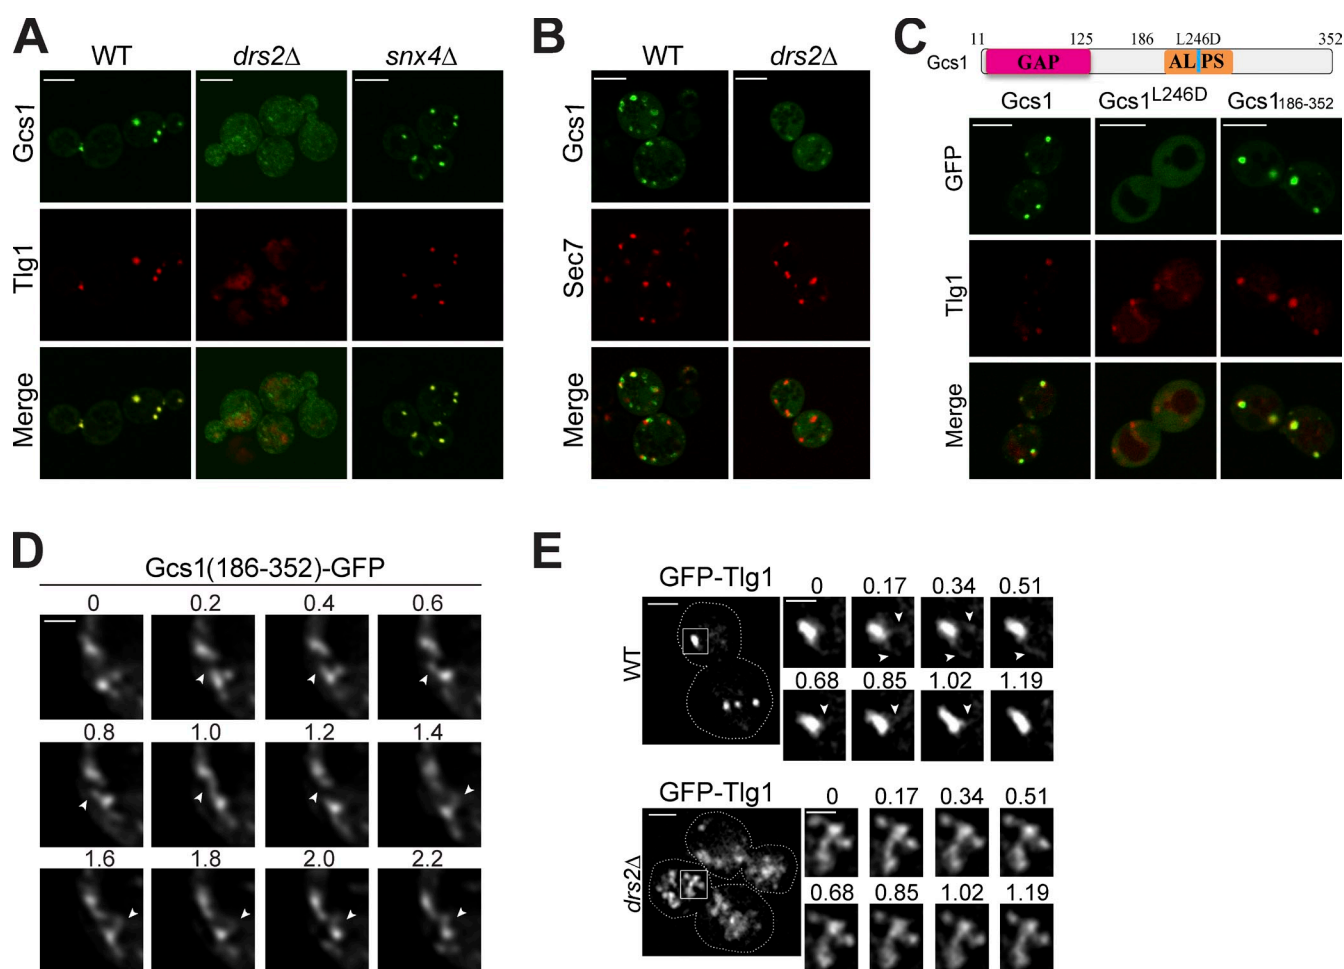 A
WT
drs2Δ
snx4Δ
Gcs1
Tlg1
Merge
B
WT
drs2Δ
Gcs1
Sec7
Merge
C
11 125 186 L246D 352
Gcs1 GAP ALPS
Gcs1 Gcs1L246D Gcs1186-352
GFP
Tlg1
Merge
D
Gcs1(186-352)-GFP
0 0.2 0.4 0.6
0.8 1.0 1.2 1.4
1.6 1.8 2.0 2.2
E
GFP-Tlg1
WT
0 0.17 0.34 0.51
0.68 0.85 1.02 1.19
GFP-Tlg1
drs2Δ
0 0.17 0.34 0.51
0.68 0.85 1.02 1.19